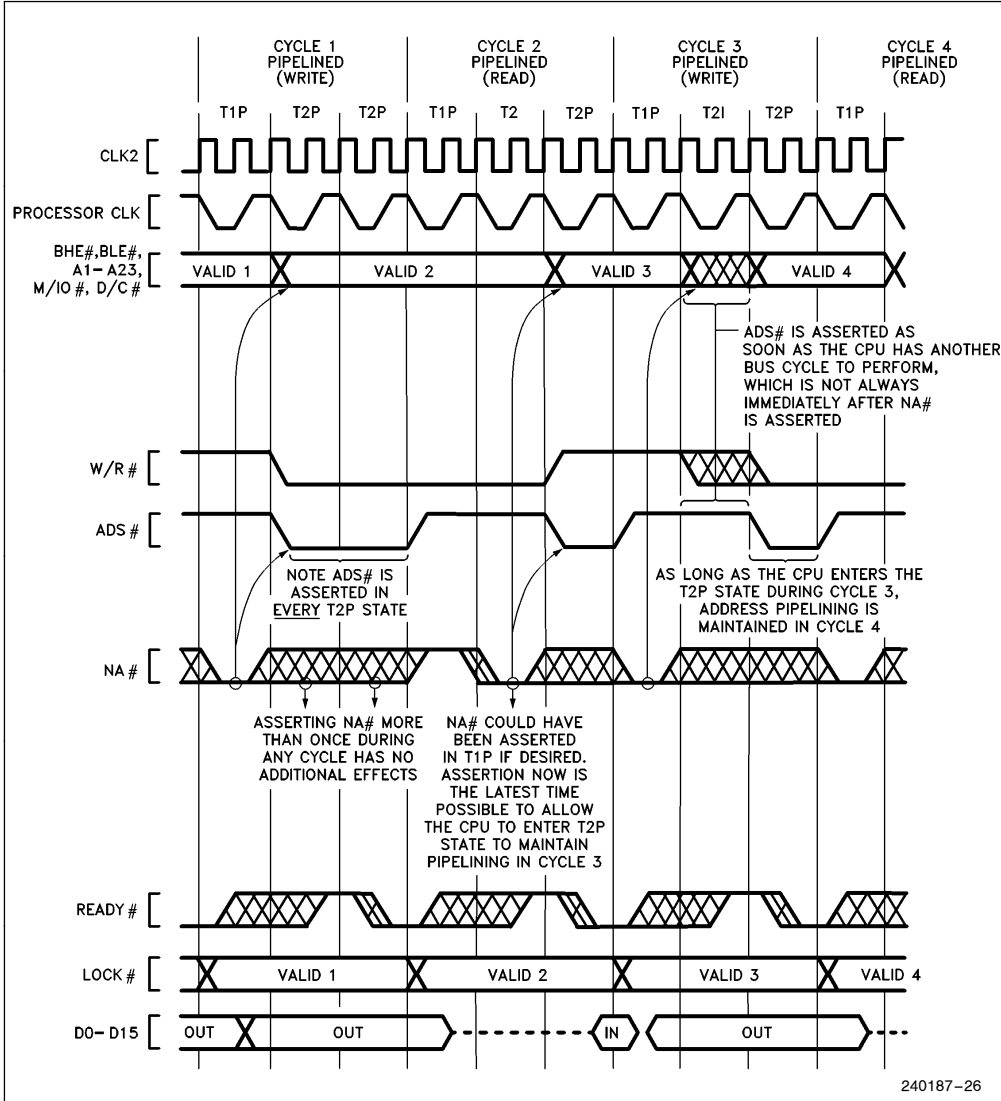 CYCLE 1
PIPELINED
(WRITE)
CYCLE 2
PIPELINED
(READ)
CYCLE 3
PIPELINED
(WRITE)
CYCLE 4
PIPELINED
(READ)
T1P T2P T2P T1P T2 T2P T1P T2I T2P T1P
CLK2
PROCESSOR CLK
BHE#,BLE#,
A1-A23,
M/IO #, D/C #
VALID 1 VALID 2 VALID 3 VALID 4
ADS# IS ASSERTED AS
SOON AS THE CPU HAS ANOTHER
BUS CYCLE TO PERFORM,
WHICH IS NOT ALWAYS
IMMEDIATELY AFTER NA#
IS ASSERTED
W/R #
ADS #
NOTE ADS# IS
ASSERTED IN
EVERY T2P STATE
AS LONG AS THE CPU ENTERS THE
T2P STATE DURING CYCLE 3,
ADDRESS PIPELINING IS
MAINTAINED IN CYCLE 4
NA #
ASSERTING NA# MORE
THAN ONCE DURING
ANY CYCLE HAS NO
ADDITIONAL EFFECTS
NA# COULD HAVE
BEEN ASSERTED
IN T1P IF DESIRED.
ASSERTION NOW IS
THE LATEST TIME
POSSIBLE TO ALLOW
THE CPU TO ENTER T2P
STATE TO MAINTAIN
PIPELINING IN CYCLE 3
READY #
LOCK #
VALID 1 VALID 2 VALID 3 VALID 4
D0-D15
OUT OUT IN OUT
240187-26